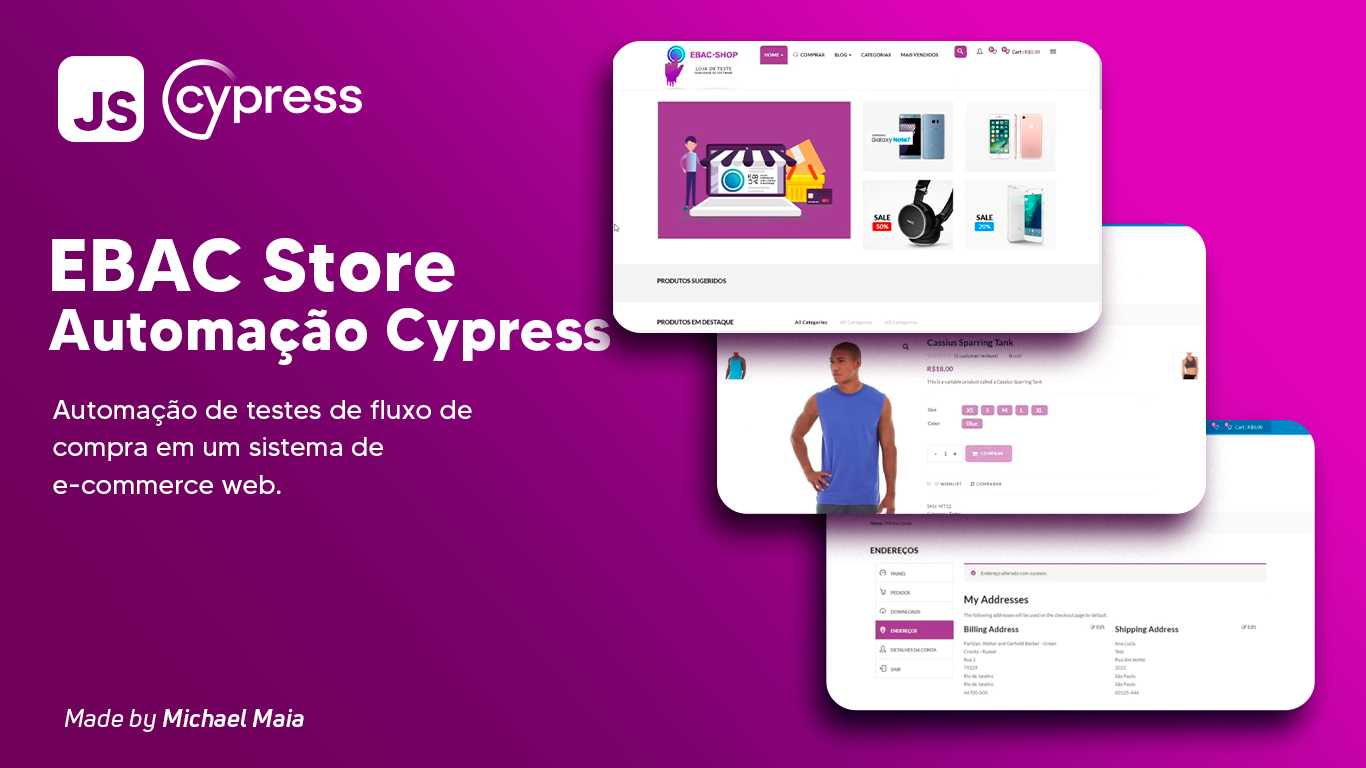 JS cypress
EBAC Store
Automação Cypress
Automação de testes de fluxo de
compra em um sistema de
e-commerce web.
Made by Michael Maia
EBAC-SHOP
LOJA DE TESTE
QUALIDADE DE SOFTWARE
HOME COMPRAR BLOG CATEGORIAS MAIS VENDIDOS
Cart: R$0.00
Galaxy Note7
SALE
50%
SALE
20%
PRODUTOS SUGERIDOS
PRODUTOS EM DESTAQUE All Categories All Categories All Categories
Cassius Sparring Tank
R$18.00
This is a variable product called a Cassius Sparring Tank
Size XS S M L XL
Color Blue
- 1 + COMPRAR
WISHLIST COMPARAR
SKU: MT12
Cart: R$0.00
Home / Minha Conta
ENDEREÇOS
PAINEL
PEDIDOS
DOWNLOADS
ENDEREÇOS
DETALHES DA CONTA
SAIR
Endereço alterado com sucesso.
My Addresses
The following addresses will be used on the checkout page by default.
Billing Address Edit
Parisian, Walter and Gerhold Becker - Green
Crooks - Russel
Rua 1
79229
Rio de Janeiro
Rio de Janeiro
44700-000
Shipping Address Edit
Ana Lucia
Test
Rua das Notes
2021
São Paulo
São Paulo
00125-444